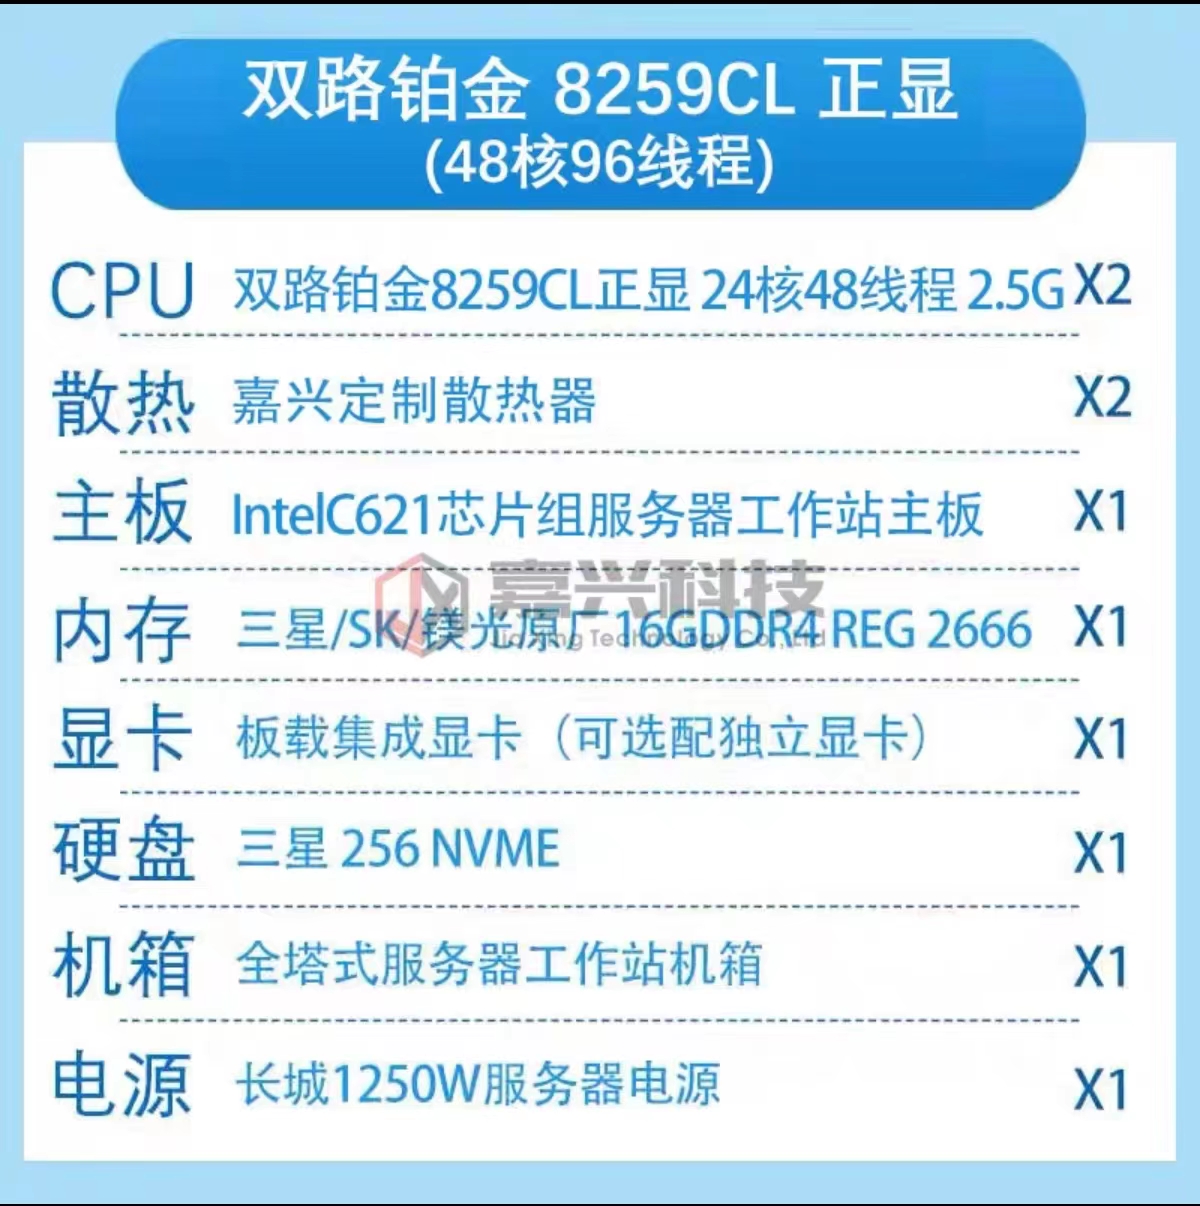 双路铂金 8259CL 正显
(48核96线程)
CPU 双路铂金8259CL正显 24核48线程 2.5G X2
散热 嘉兴定制散热器 X2
主板 IntelC621芯片组服务器工作站主板 X1
嘉兴科技
内存 三星/SK/镁光原厂16GDDR4 REG 2666 X1
JiaXing Technology Co.,Ltd
显卡 板载集成显卡（可选配独立显卡） X1
硬盘 三星 256 NVME X1
机箱 全塔式服务器工作站机箱 X1
电源 长城1250W服务器电源 X1